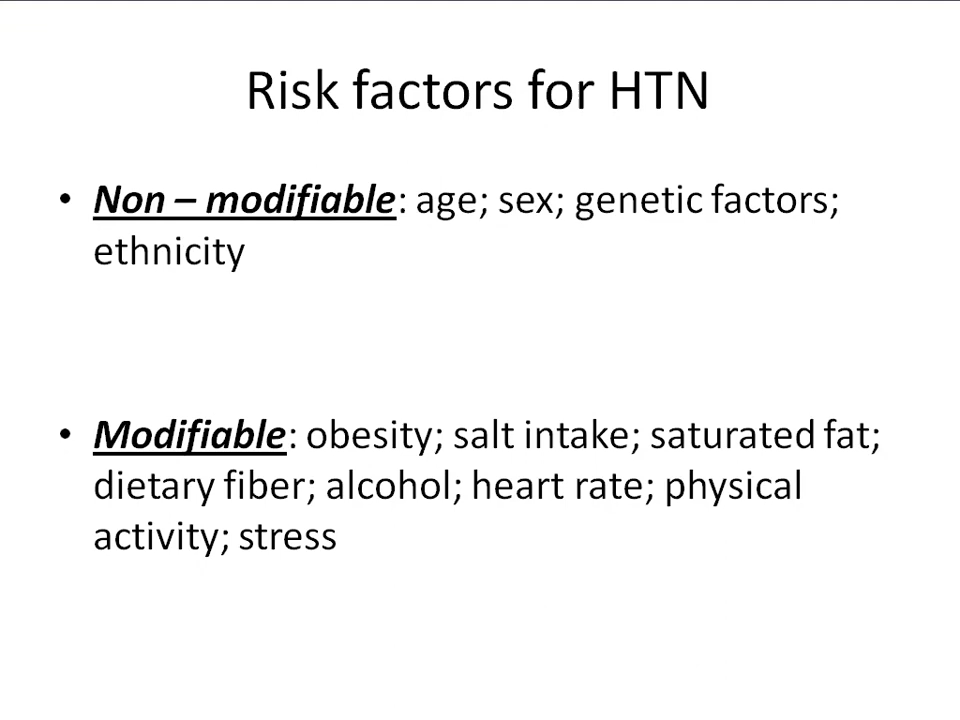 Risk factors for HTN
• Non – modifiable: age; sex; genetic factors;
ethnicity
• Modifiable: obesity; salt intake; saturated fat;
dietary fiber; alcohol; heart rate; physical
activity; stress